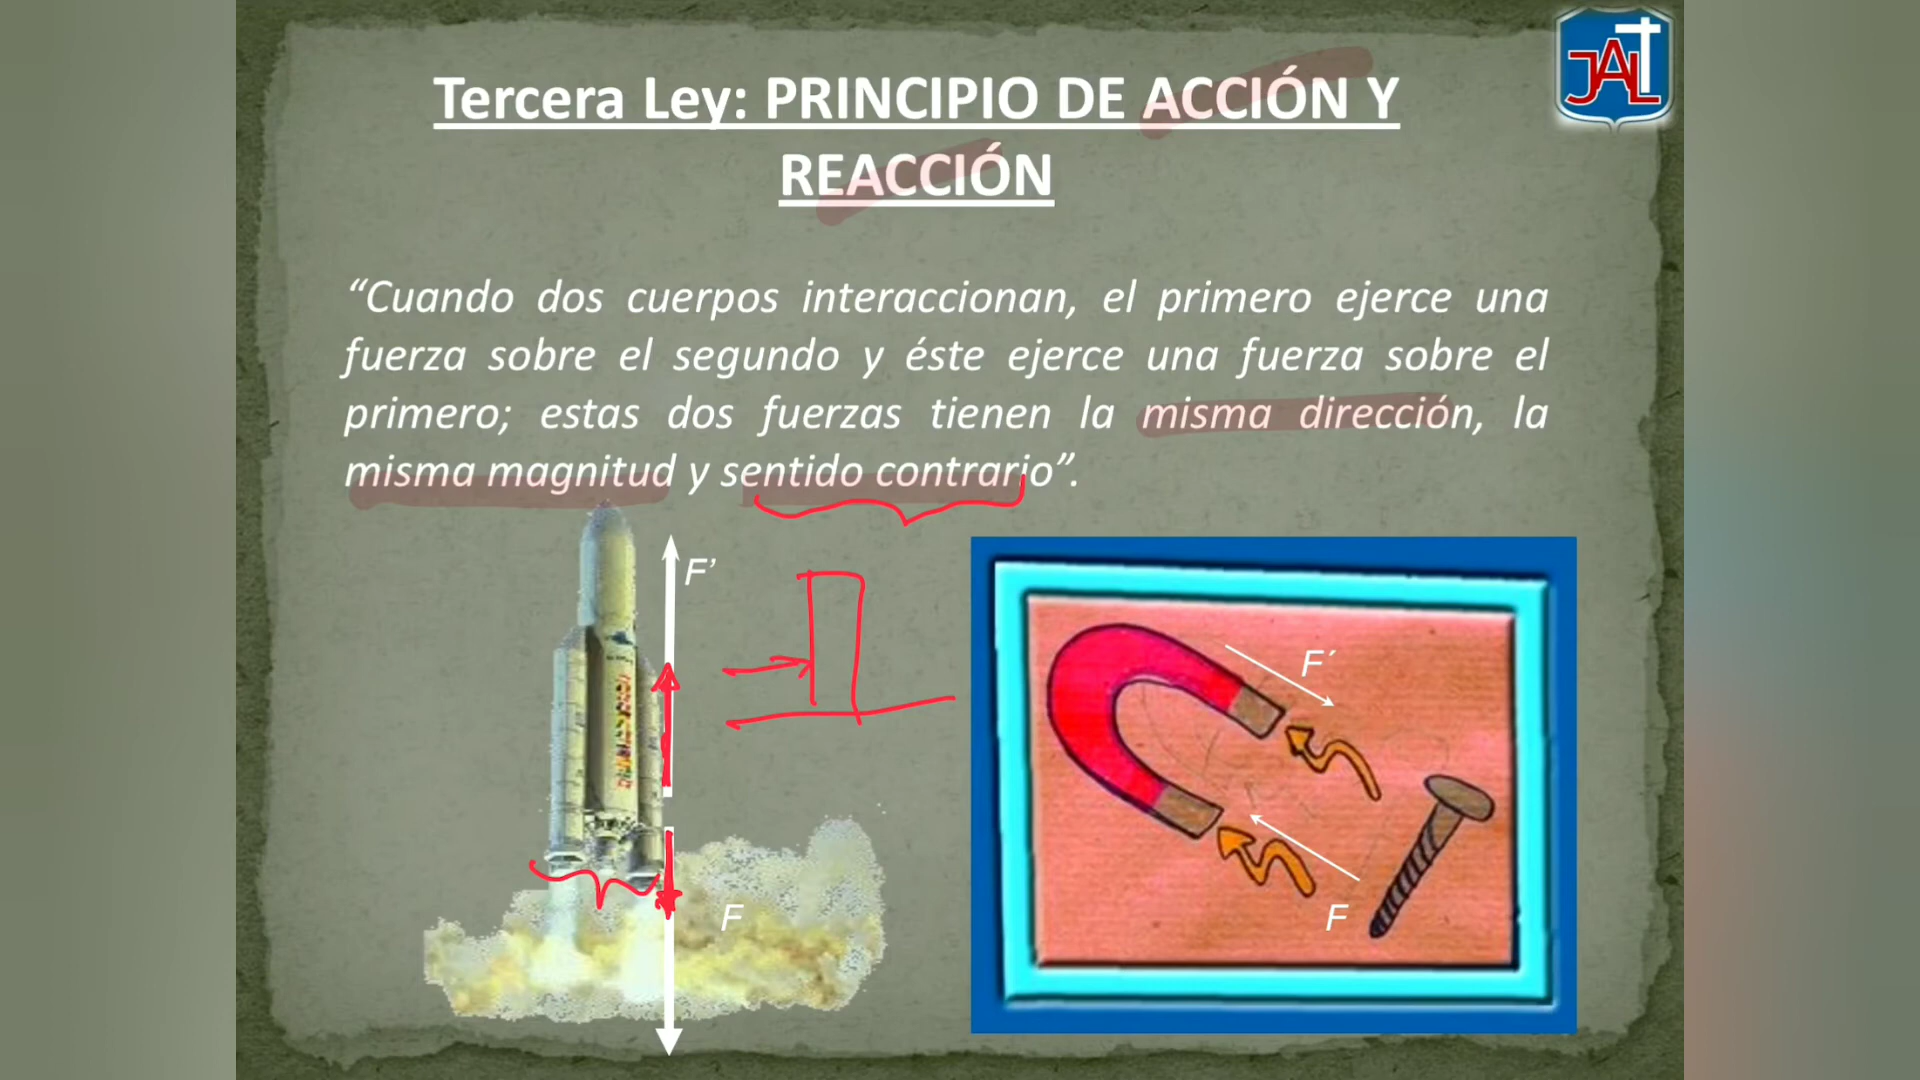 JALT
Tercera Ley: PRINCIPIO DE ACCIÓN Y
REACCIÓN
“Cuando dos cuerpos interaccionan, el primero ejerce una
fuerza sobre el segundo y éste ejerce una fuerza sobre el
primero; estas dos fuerzas tienen la misma dirección, la
misma magnitud y sentido contrario”.
F’
F
F´
F